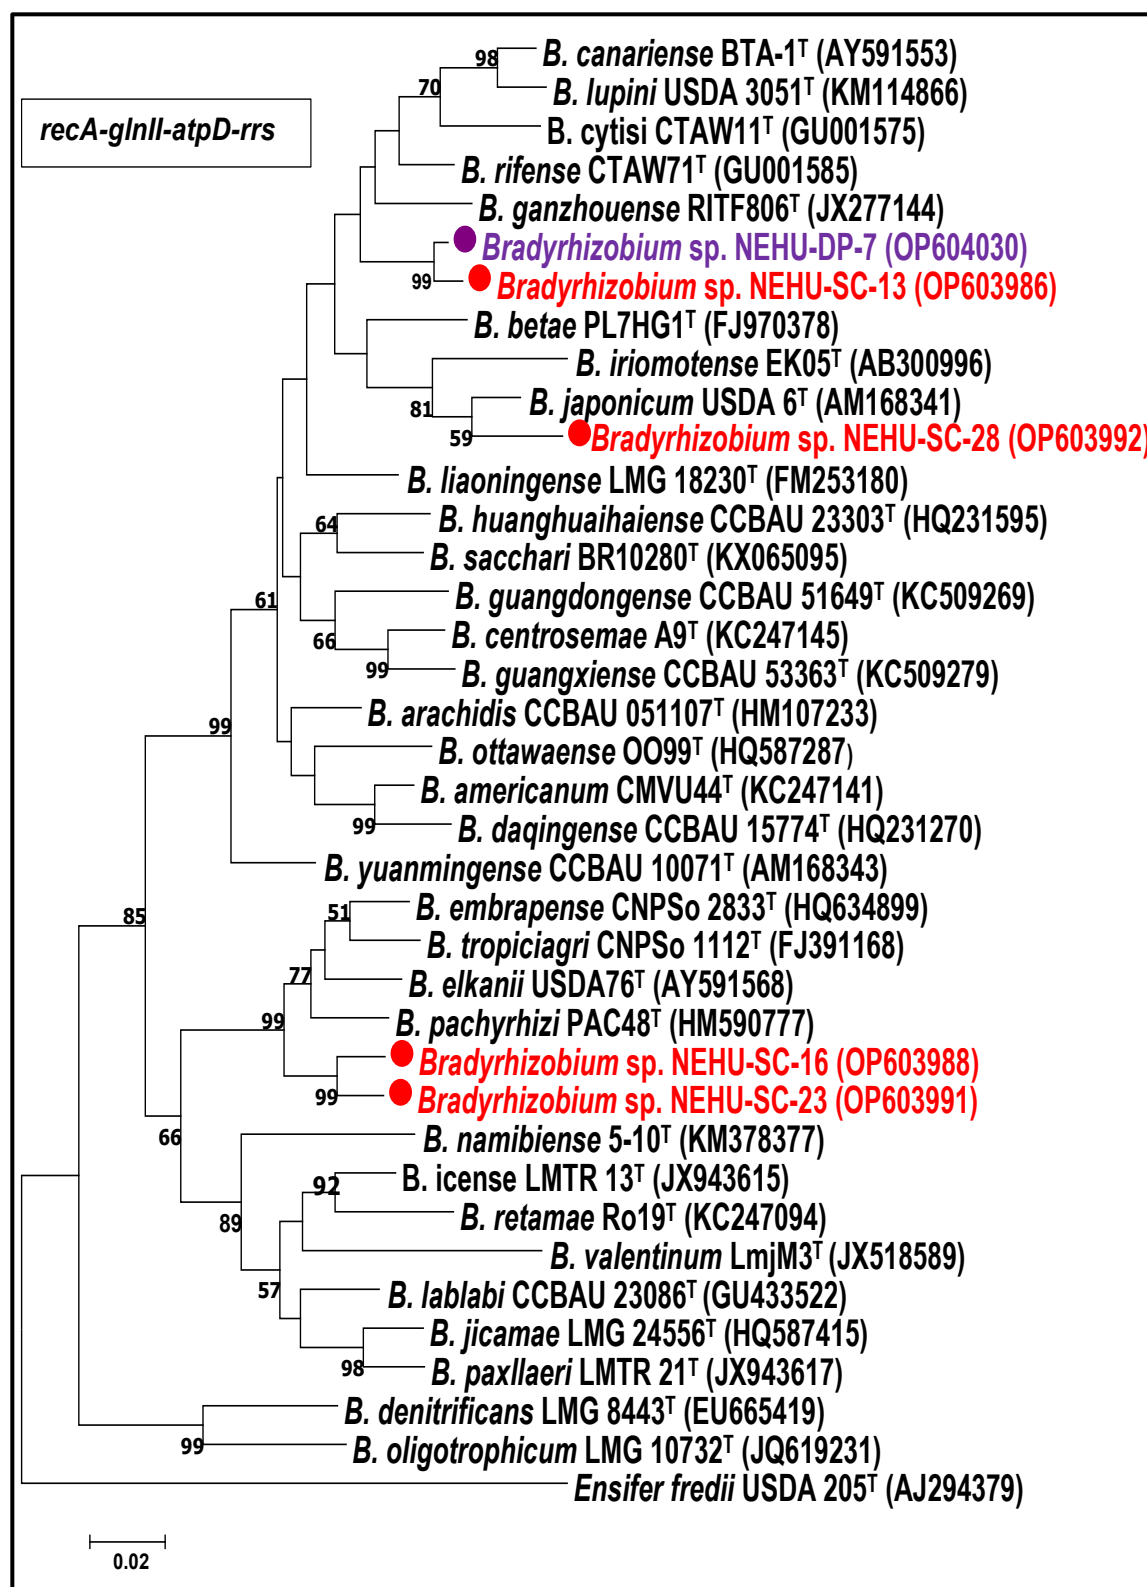 98
B. canariense BTA-1ᵀ (AY591553)
70
B. lupini USDA 3051ᵀ (KM114866)
recA-glnII-atpD-rrs
B. cytisi CTAW11ᵀ (GU001575)
B. rifense CTAW71ᵀ (GU001585)
B. ganzhouense RITF806ᵀ (JX277144)
Bradyrhizobium sp. NEHU-DP-7 (OP604030)
99
Bradyrhizobium sp. NEHU-SC-13 (OP603986)
B. betae PL7HG1ᵀ (FJ970378)
B. iriomotense EK05ᵀ (AB300996)
81
B. japonicum USDA 6ᵀ (AM168341)
59
Bradyrhizobium sp. NEHU-SC-28 (OP603992)
B. liaoningense LMG 18230ᵀ (FM253180)
64
B. huanghuaihaiense CCBAU 23303ᵀ (HQ231595)
B. sacchari BR10280ᵀ (KX065095)
61
B. guangdongense CCBAU 51649ᵀ (KC509269)
66
B. centrosemae A9ᵀ (KC247145)
99
B. guangxiense CCBAU 53363ᵀ (KC509279)
99
B. arachidis CCBAU 051107ᵀ (HM107233)
B. ottawaense OO99ᵀ (HQ587287)
B. americanum CMVU44ᵀ (KC247141)
99
B. daqingense CCBAU 15774ᵀ (HQ231270)
B. yuanmingense CCBAU 10071ᵀ (AM168343)
85
51
B. embrapense CNPSo 2833ᵀ (HQ634899)
B. tropiciagri CNPSo 1112ᵀ (FJ391168)
77
B. elkanii USDA76ᵀ (AY591568)
99
B. pachyrhizi PAC48ᵀ (HM590777)
Bradyrhizobium sp. NEHU-SC-16 (OP603988)
99
Bradyrhizobium sp. NEHU-SC-23 (OP603991)
66
B. namibiense 5-10ᵀ (KM378377)
92
B. icense LMTR 13ᵀ (JX943615)
89
B. retamae Ro19ᵀ (KC247094)
B. valentinum LmjM3ᵀ (JX518589)
57
B. lablabi CCBAU 23086ᵀ (GU433522)
B. jicamae LMG 24556ᵀ (HQ587415)
98
B. paxllaeri LMTR 21ᵀ (JX943617)
B. denitrificans LMG 8443ᵀ (EU665419)
99
B. oligotrophicum LMG 10732ᵀ (JQ619231)
Ensifer fredii USDA 205ᵀ (AJ294379)
0.02